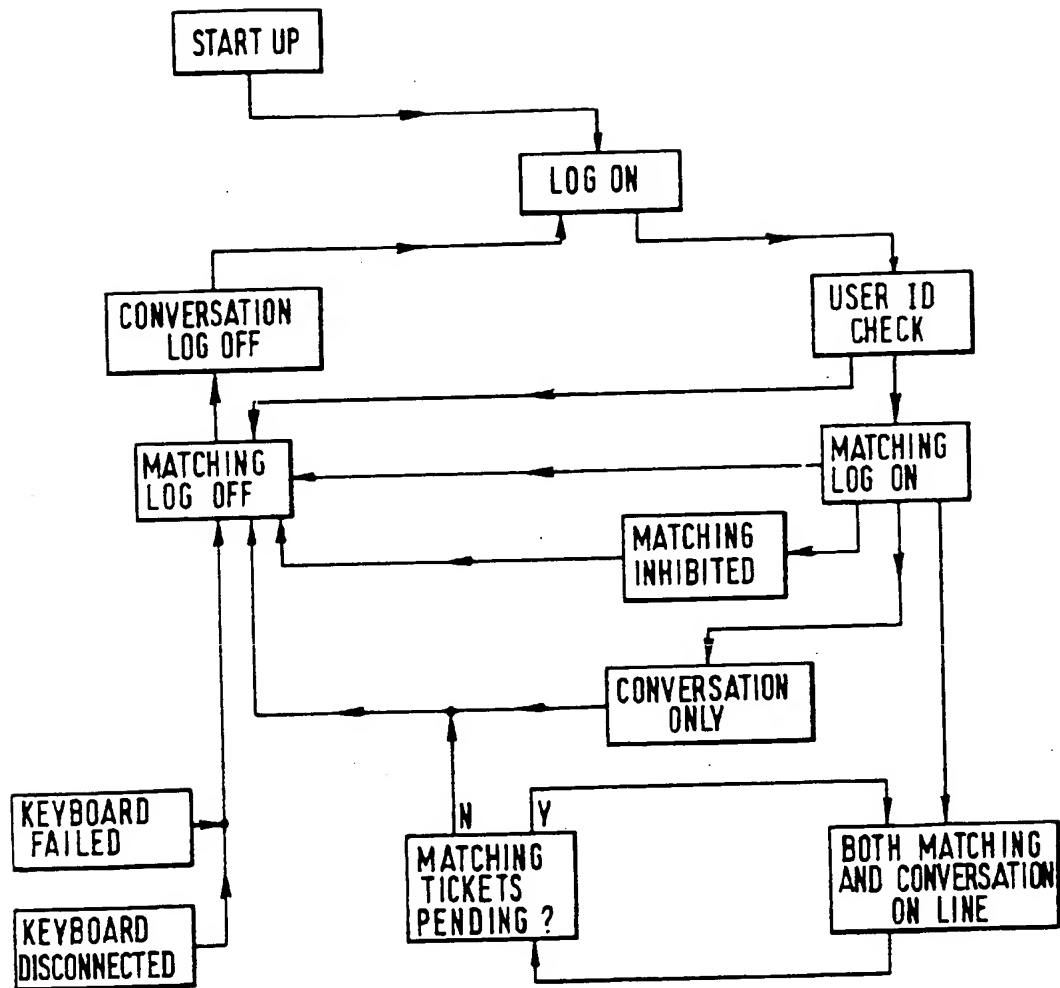 START UP
LOG ON
CONVERSATION
LOG OFF
USER ID
CHECK
MATCHING
LOG OFF
MATCHING
LOG ON
MATCHING
INHIBITED
CONVERSATION
ONLY
N
Y
KEYBOARD
FAILED
MATCHING
TICKETS
PENDING ?
BOTH MATCHING
AND CONVERSATION
ON LINE
KEYBOARD
DISCONNECTED